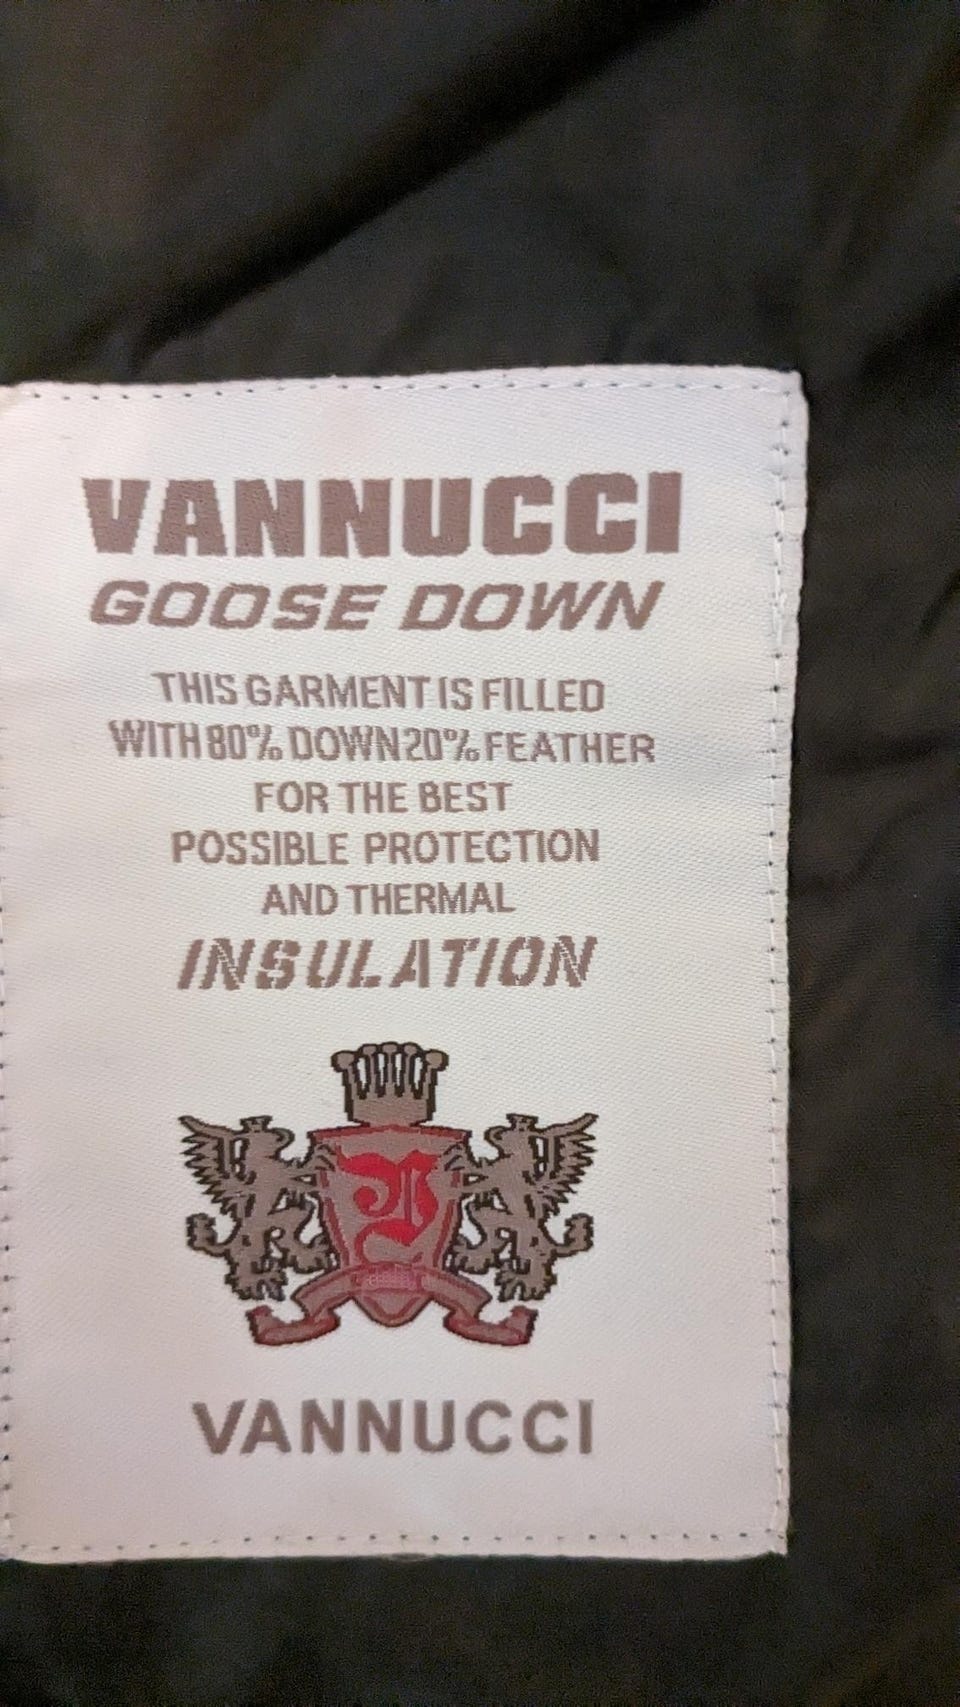 VANNUCCI
GOOSE DOWN
THIS GARMENT IS FILLED
WITH 80% DOWN 20% FEATHER
FOR THE BEST
POSSIBLE PROTECTION
AND THERMAL
INSULATION
VANNUCCI